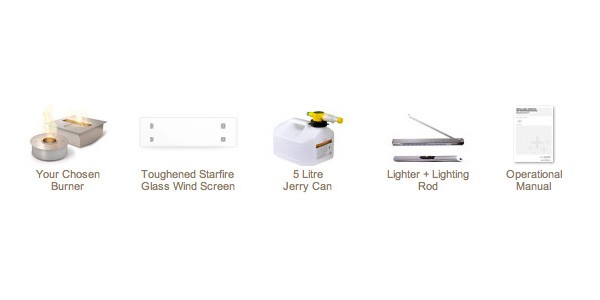 Your Chosen
Burner
Toughened Starfire
Glass Wind Screen
5 Litre
Jerry Can
Lighter + Lighting
Rod
Operational
Manual